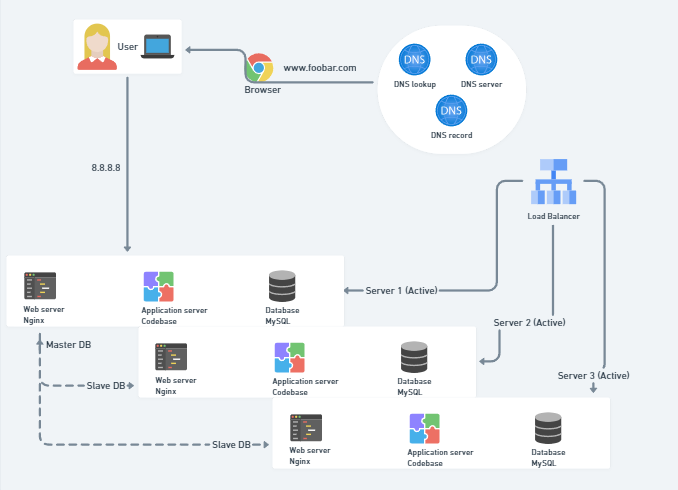 User
www.foobar.com
Browser
DNS
DNS lookup
DNS
DNS server
DNS
DNS record
8.8.8.8
Load Balancer
Server 1 (Active)
Server 2 (Active)
Server 3 (Active)
Web server
Nginx
Application server
Codebase
Database
MySQL
Master DB
Slave DB
Web server
Nginx
Application server
Codebase
Database
MySQL
Slave DB
Web server
Nginx
Application server
Codebase
Database
MySQL